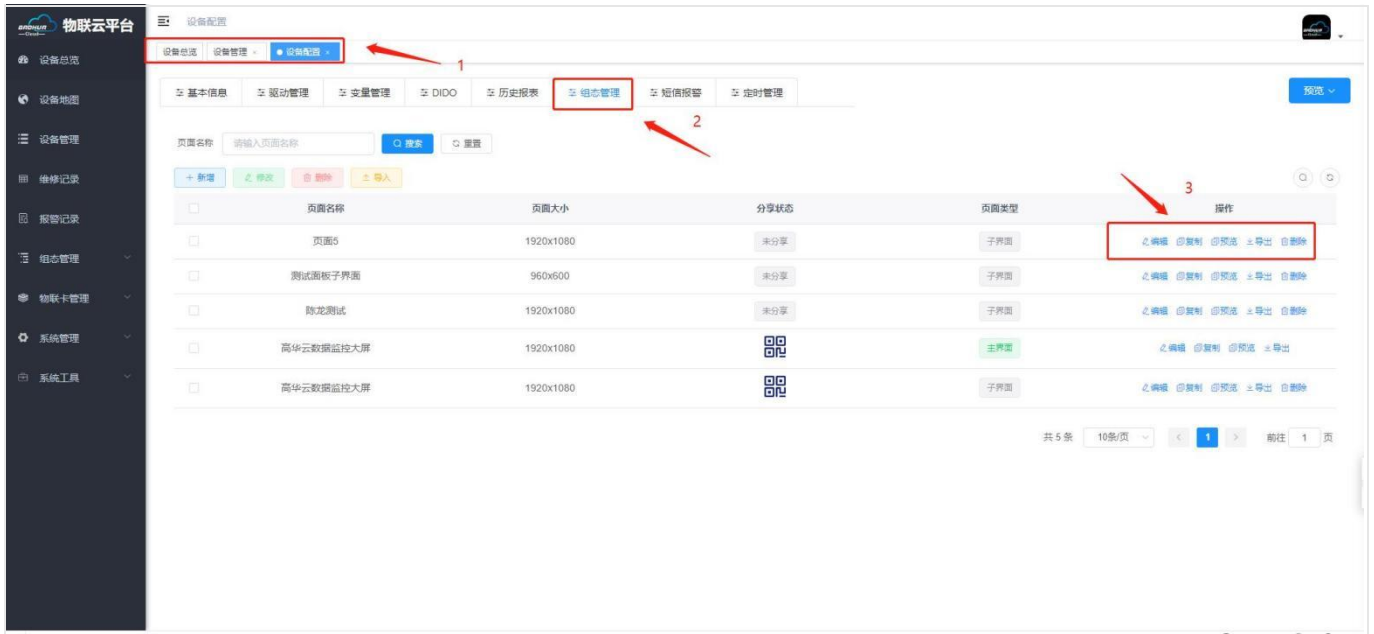 物联云平台
设备配置
设备总览 设备管理 × 设备配置 ×
1
设备总览
设备地图
设备管理
维修记录
报警记录
组态管理
物联卡管理
系统管理
系统工具
基本信息 驱动管理 变量管理 DIDO 历史报表 组态管理 短信报警 定时管理 预览
2
页面名称 请输入页面名称 搜索 重置
+ 新增 修改 删除 导入
3
页面名称 页面大小 分享状态 页面类型 操作
页面5 1920x1080 未分享 子界面 编辑 复制 预览 导出 删除
测试面板子界面 960x600 未分享 子界面 编辑 复制 预览 导出 删除
陈龙测试 1920x1080 未分享 子界面 编辑 复制 预览 导出 删除
高华云数据监控大屏 1920x1080 主界面 编辑 复制 预览 导出
高华云数据监控大屏 1920x1080 子界面 编辑 复制 预览 导出 删除
共 5 条 10条/页 < 1 > 前往 1 页